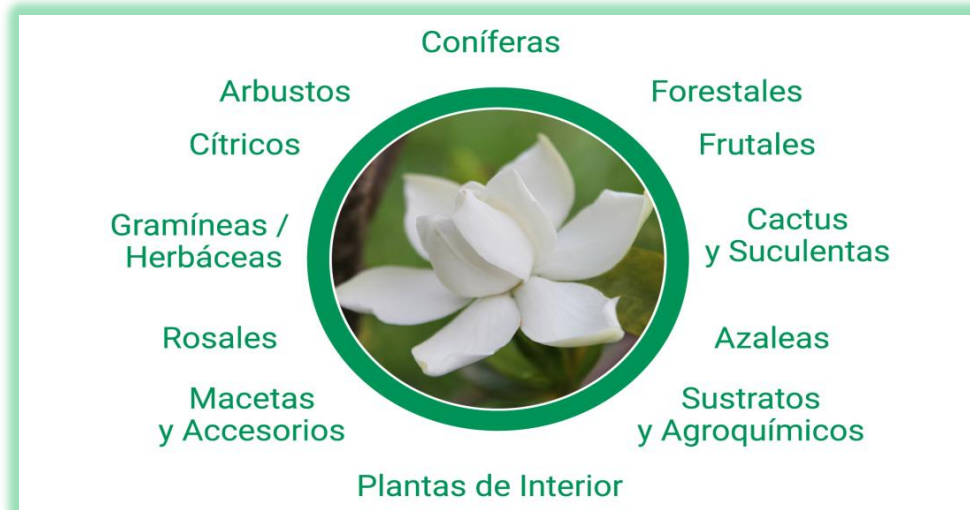 Coníferas
Arbustos
Forestales
Cítricos
Frutales
Gramíneas /
Herbáceas
Cactus
y Suculentas
Rosales
Azaleas
Macetas
y Accesorios
Sustratos
y Agroquímicos
Plantas de Interior